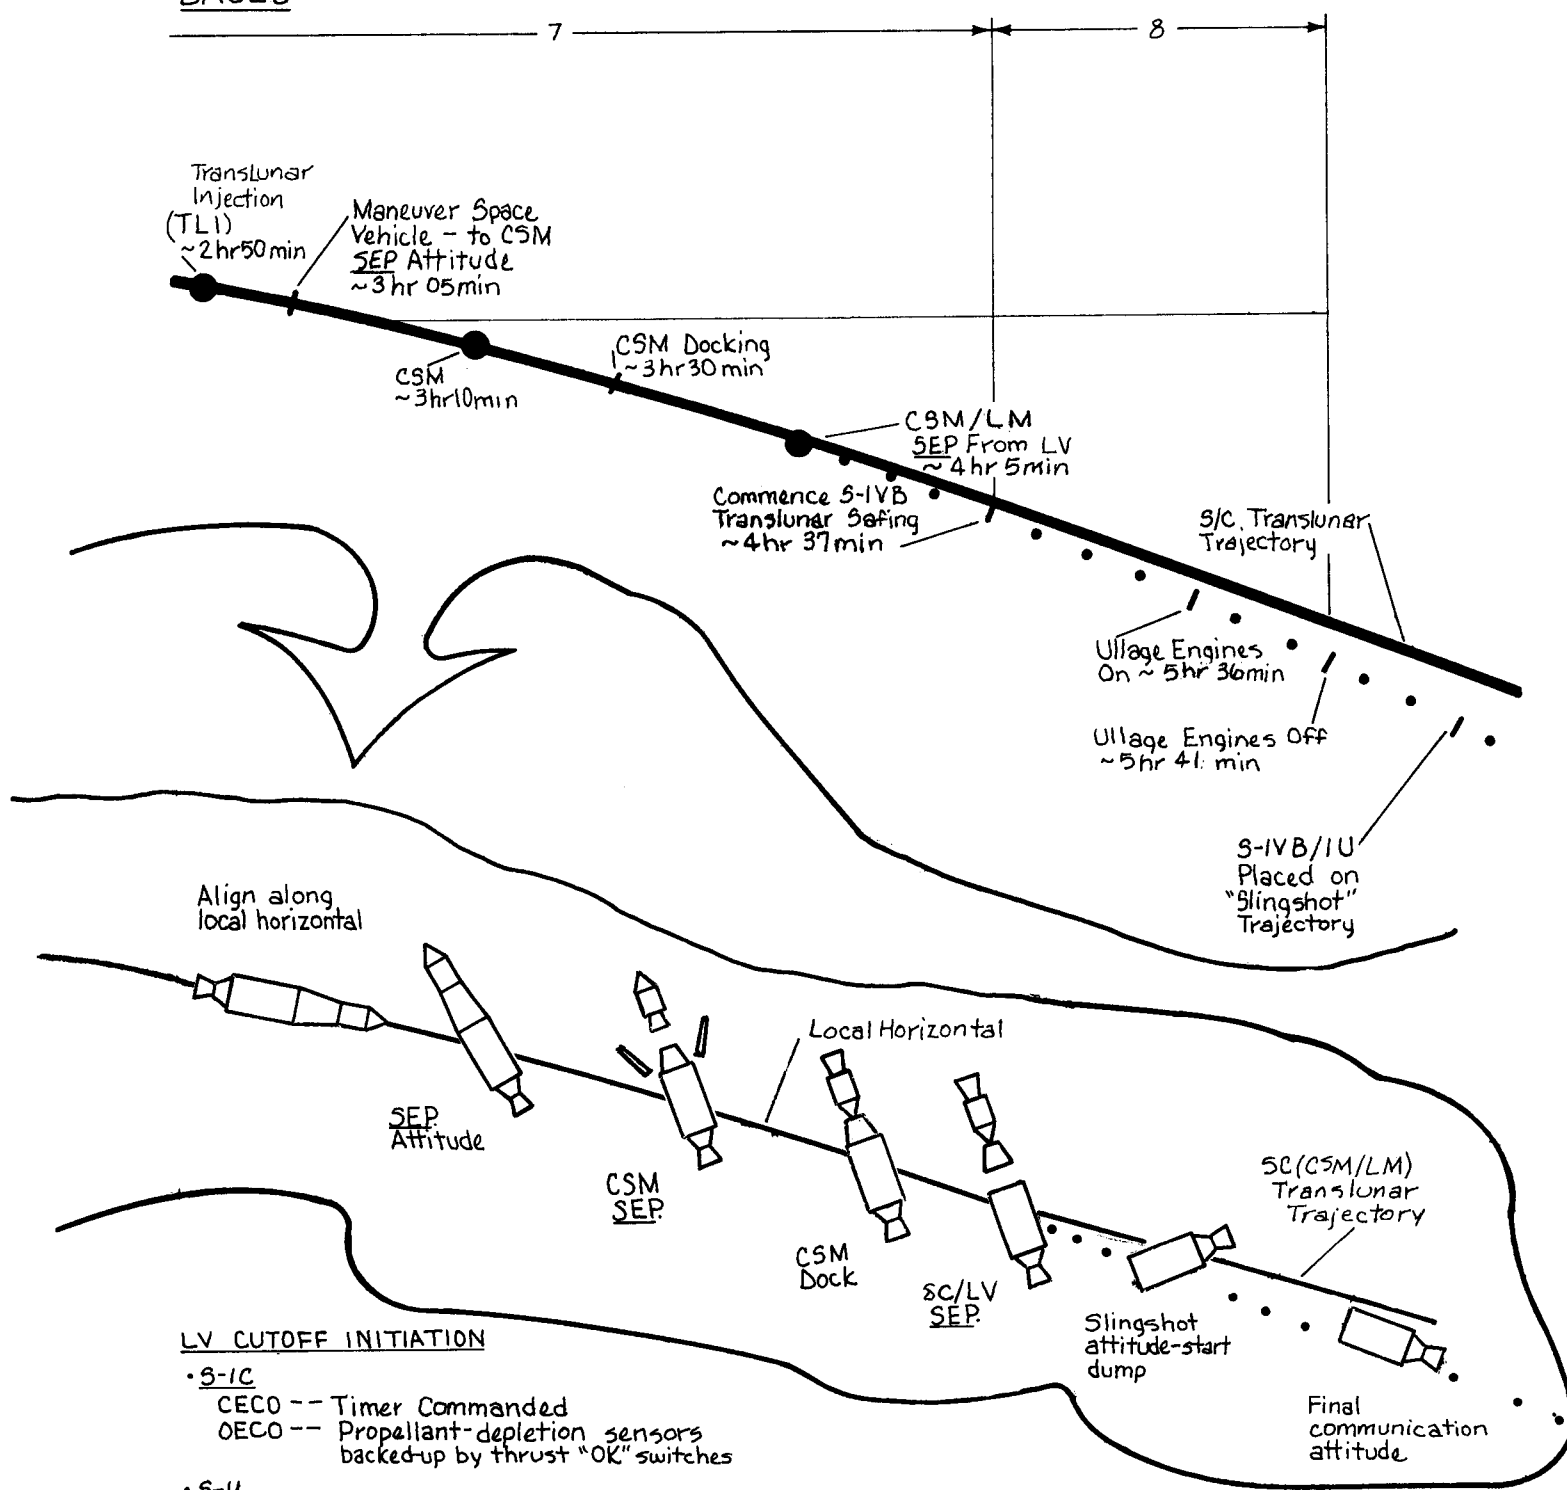 7
8
Translunar
Injection
(TLI)
~2hr50min
Maneuver Space
Vehicle - to CSM
SEP Attitude
~3hr 05min
CSM
~3hr10min
CSM Docking
~3hr30min
CSM/LM
SEP From LV
~4hr 5min
Commence S-IVB
Translunar Safing
~4hr 37min
S/C Translunar
Trajectory
Ullage Engines
On ~ 5hr 36min
Ullage Engines Off
~5hr 41 min
S-IVB/IU
Placed on
"Slingshot"
Trajectory
Align along
local horizontal
SEP.
Attitude
CSM
SEP.
Local Horizontal
CSM
Dock
SC/LV
SEP.
SC(CSM/LM)
Translunar
Trajectory
Slingshot
attitude-start
dump
Final
communication
attitude
LV CUTOFF INITIATION
• S-IC
CECO -- Timer Commanded
OECO -- Propellant-depletion sensors
backed-up by thrust "OK" switches